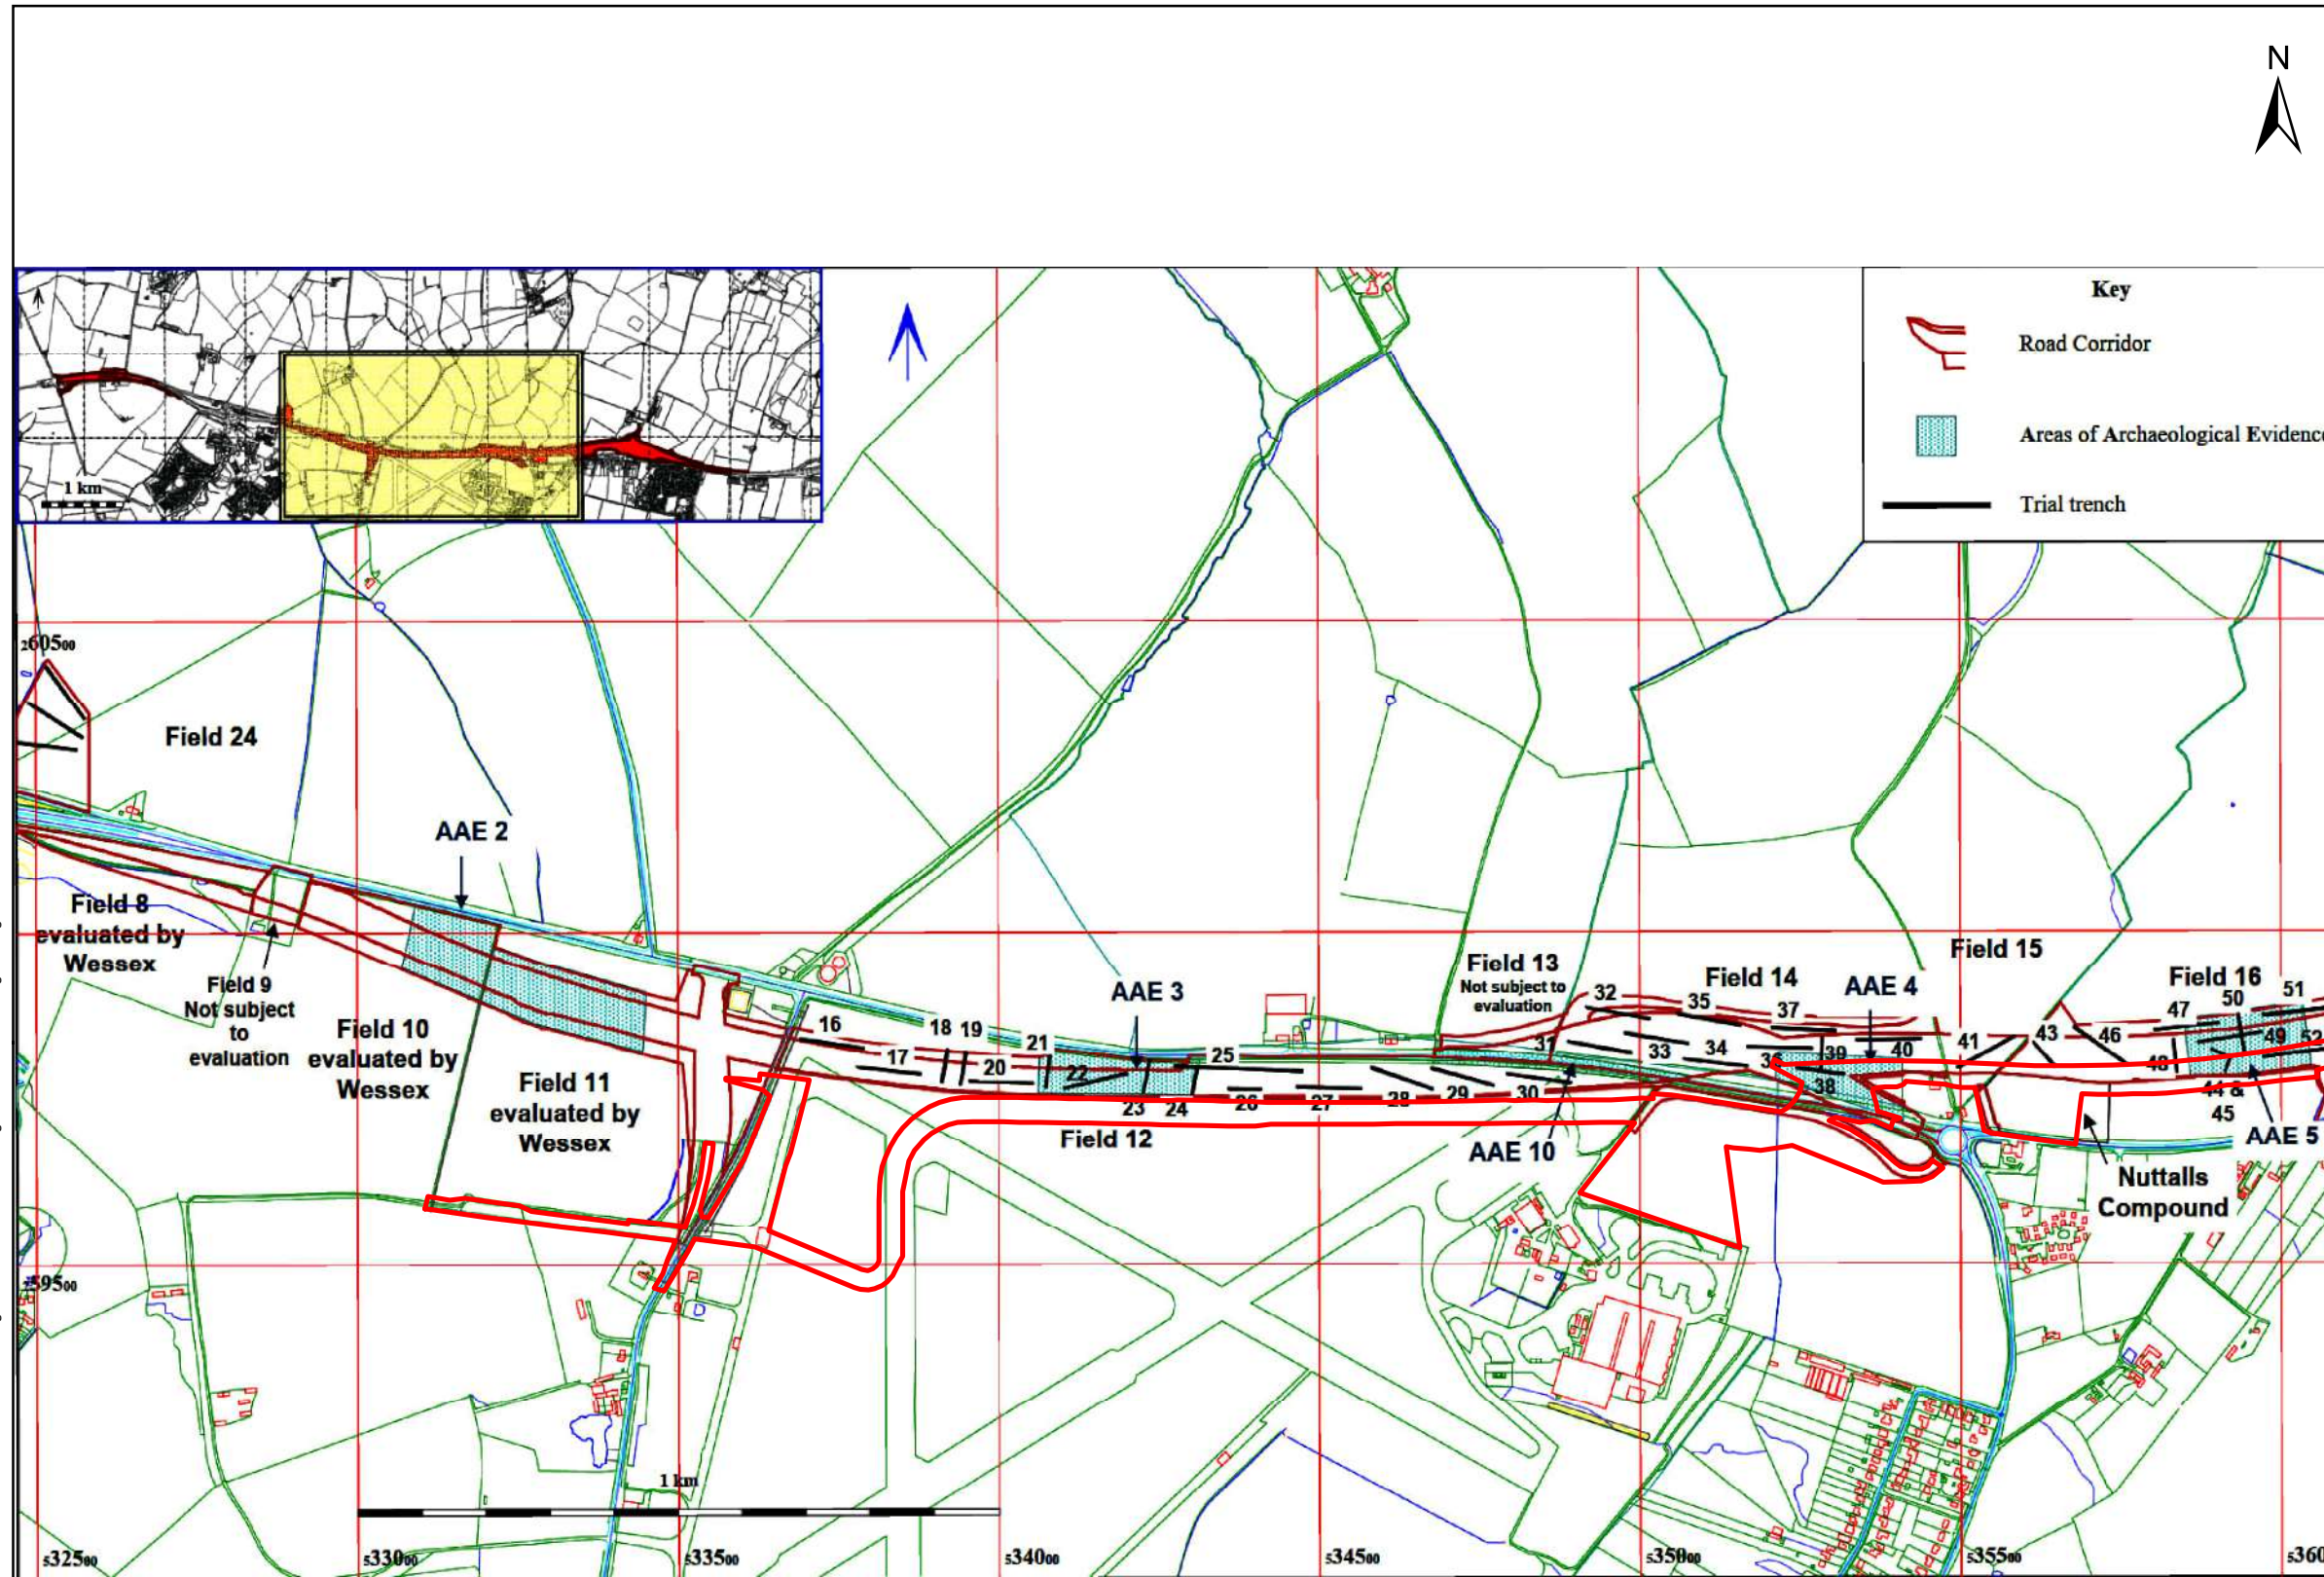 N
Key
Road Corridor
Areas of Archaeological Evidence
Trial trench
1 km
260500
Field 24
AAE 2
Field 8
evaluated by
Wessex
Field 9
Not subject
to
evaluation
Field 10
evaluated by
Wessex
Field 11
evaluated by
Wessex
16
17
18 19
20
21
22
AAE 3
23 24
25
26
27
28
29
30
Field 12
Field 13
Not subject to
evaluation
31
32
33
34
35
36
37
38
39
40
Field 14
AAE 4
AAE 10
Field 15
41
43
46
Field 16
47
48
49
50
51
52
44 &
45
AAE 5
Nuttalls
Compound
259500
1 km
532500
533000
533500
534000
534500
535000
535500
5360